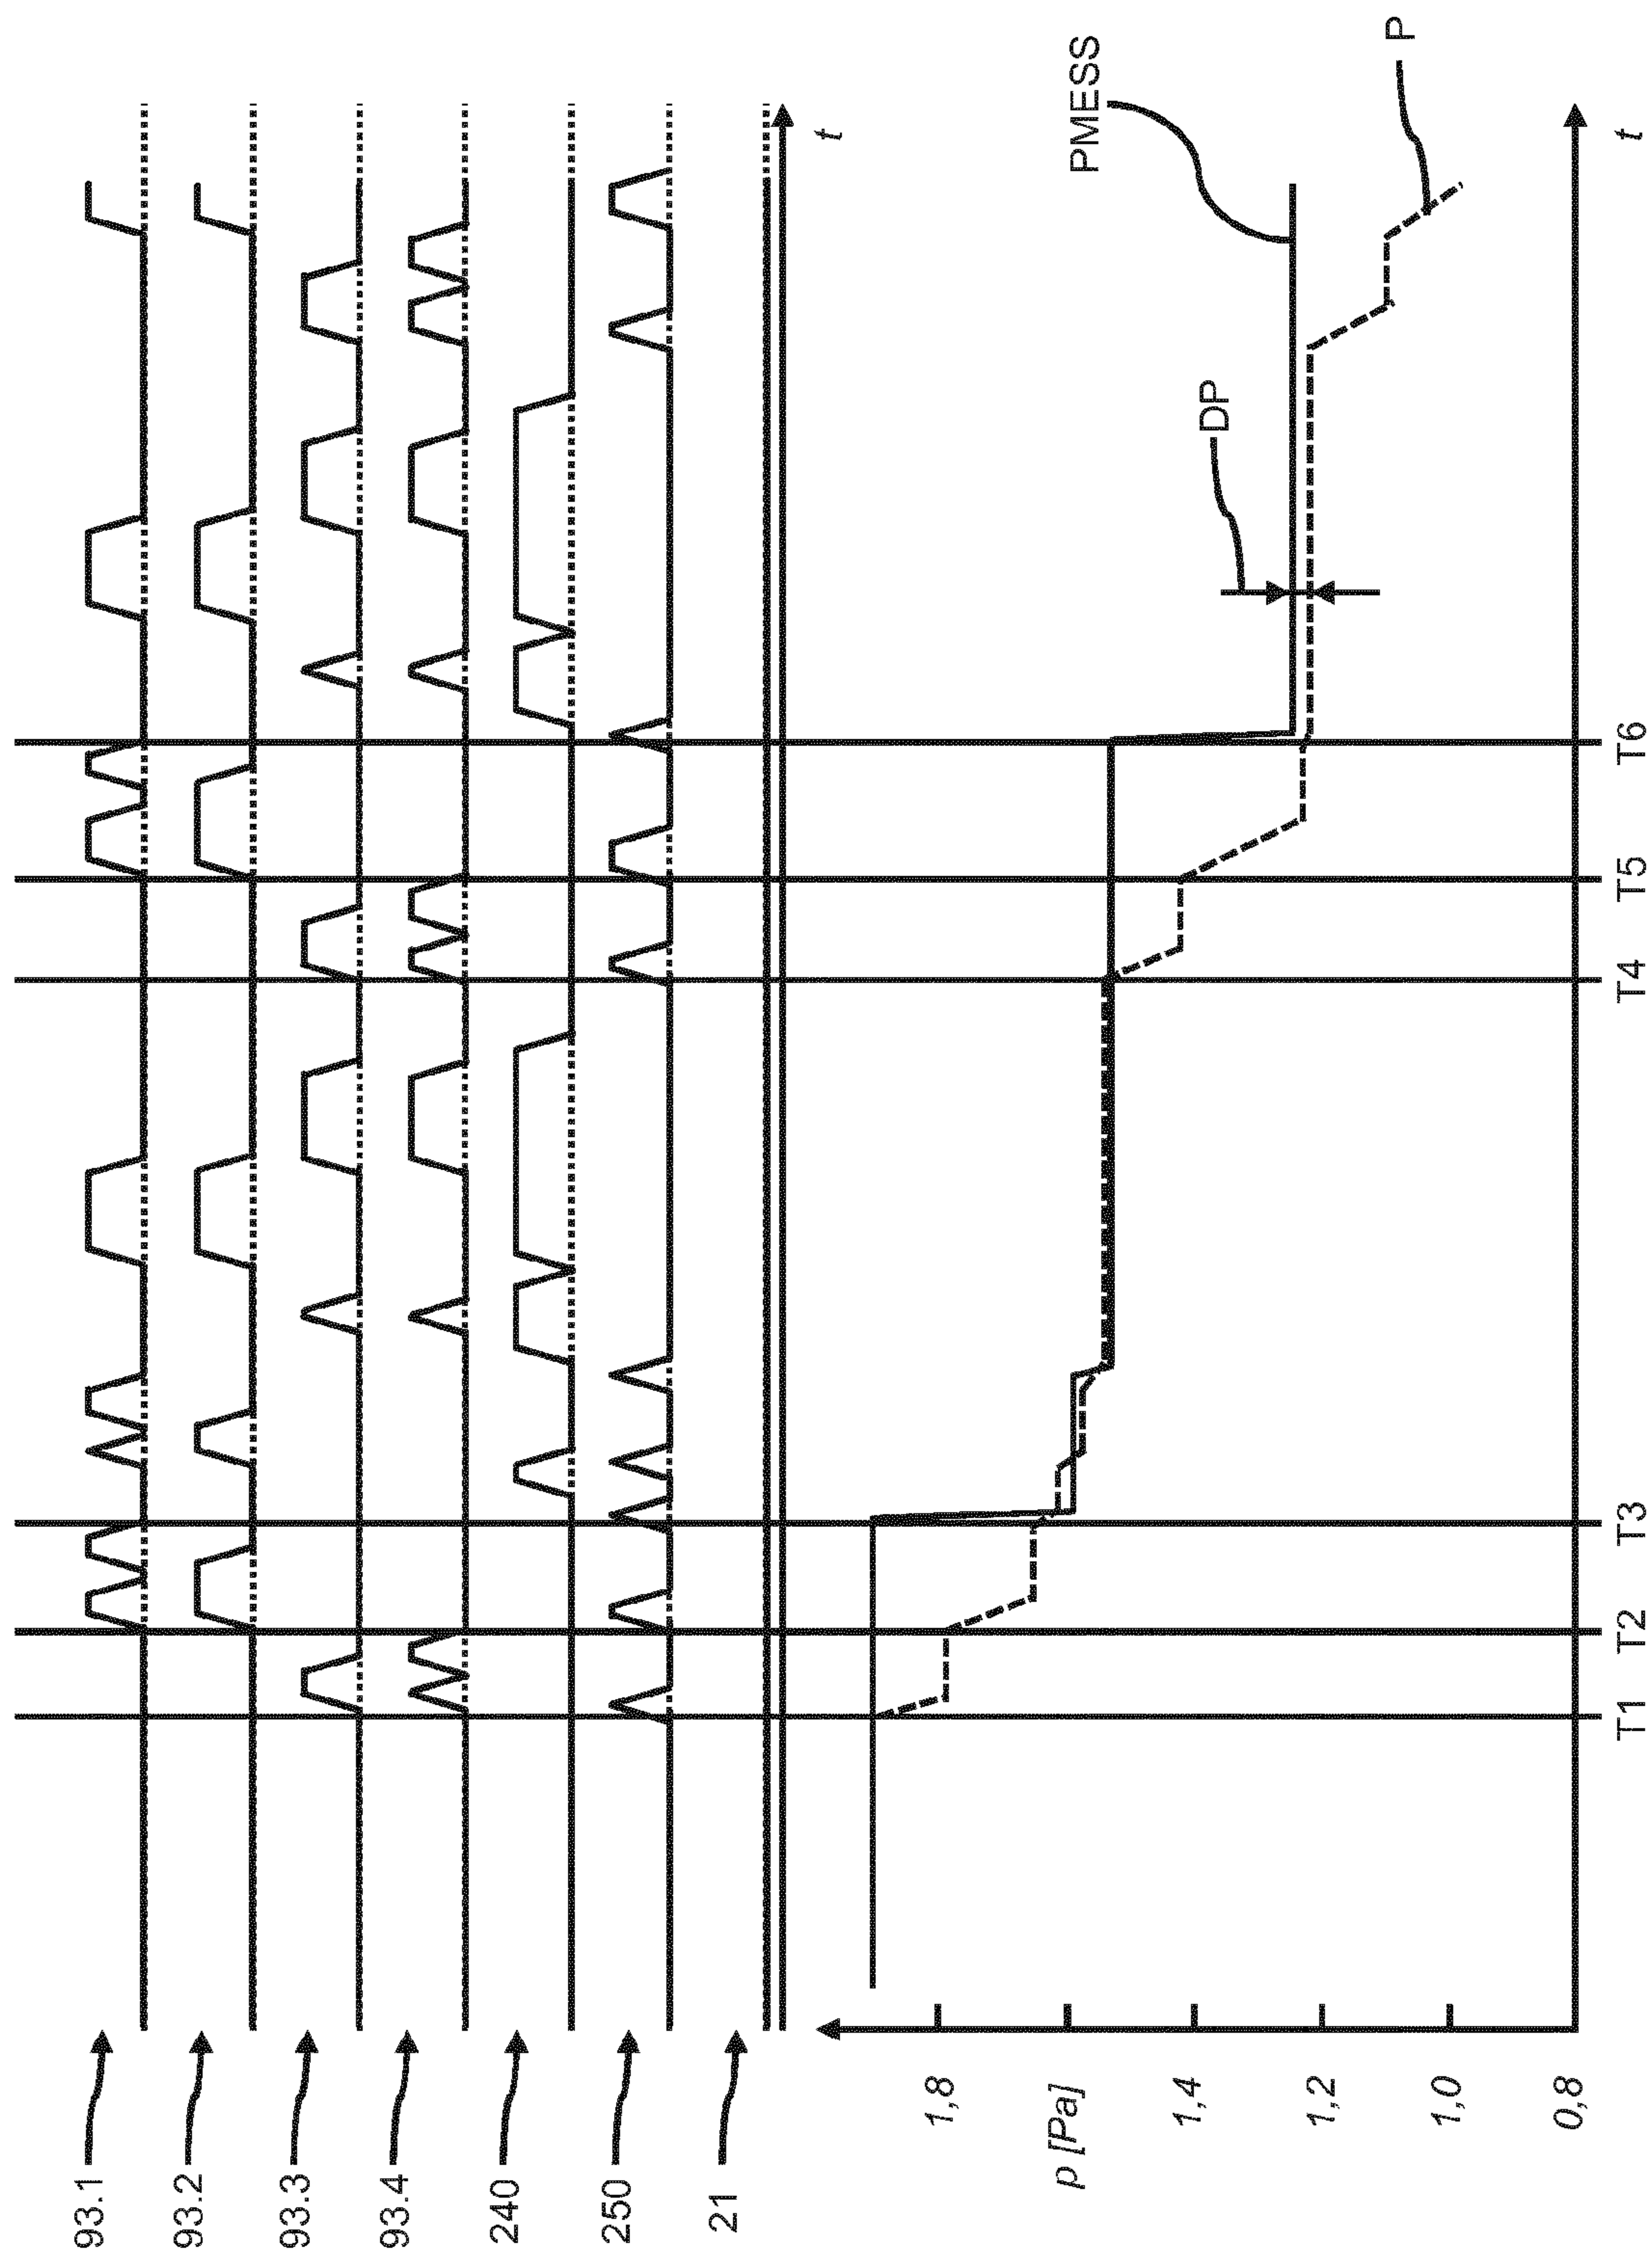 93.1
93.2
93.3
93.4
240
250
21
t
PMESS
P
DP
1,8
p [Pa]
1,4
1,2
1,0
0,8
t
T1
T2
T3
T4
T5
T6